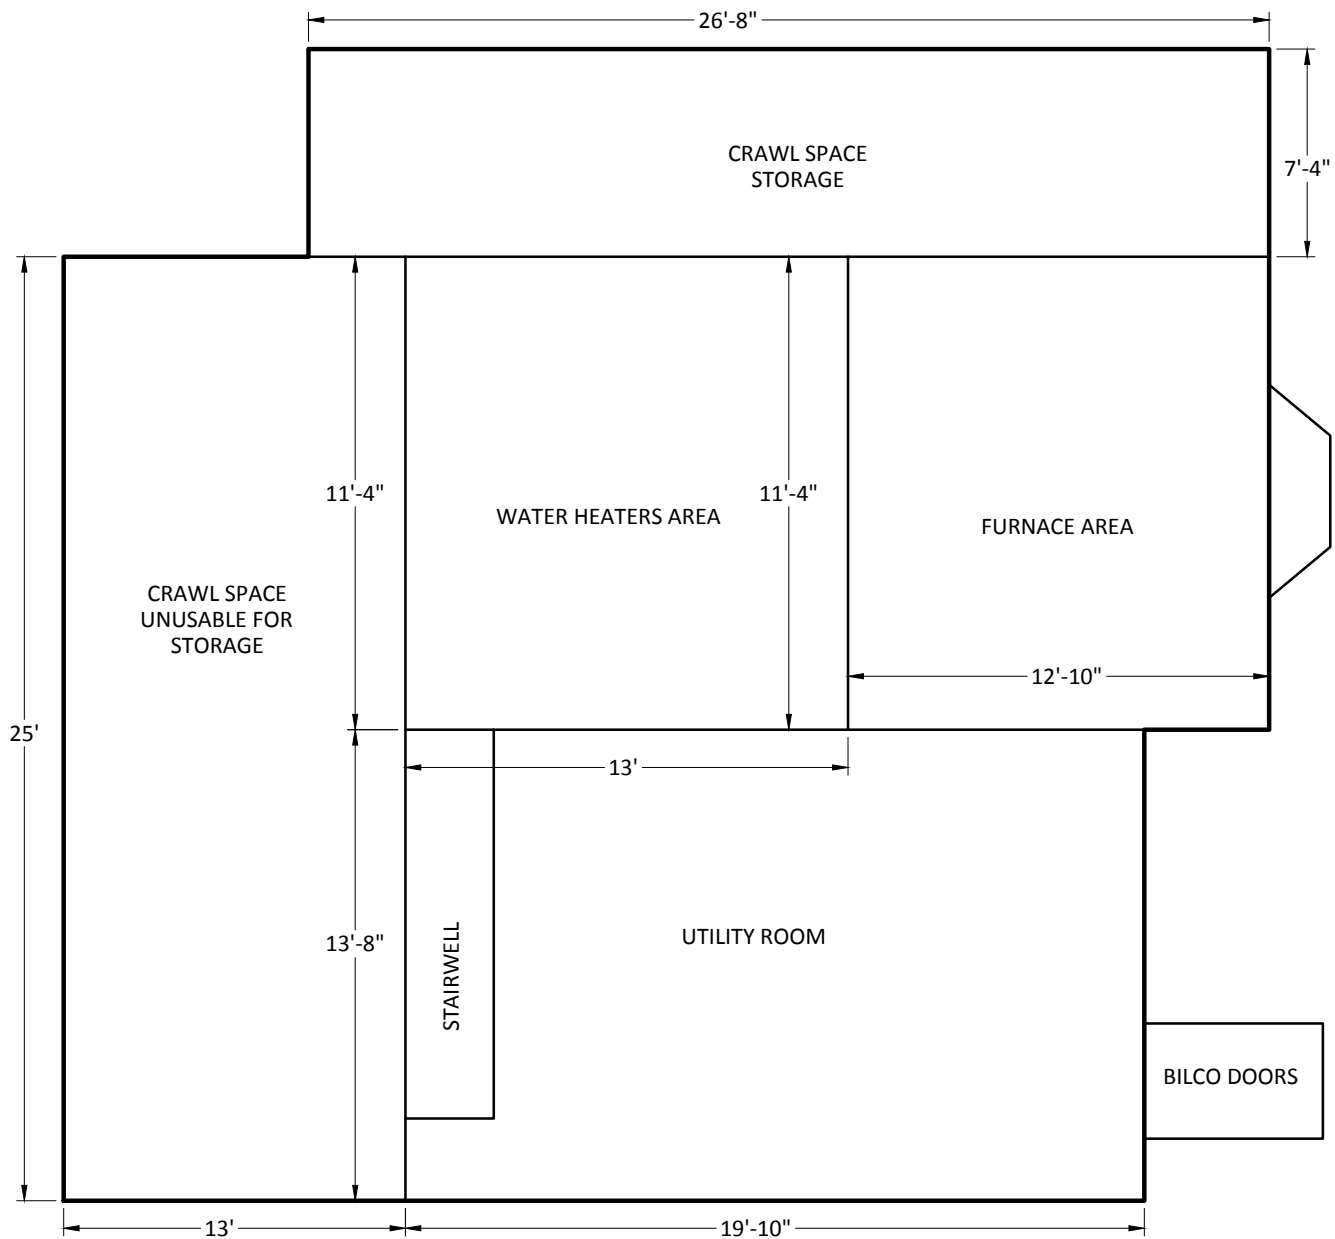 26'-8"
CRAWL SPACE
STORAGE
7'-4"
11'-4"
11'-4"
WATER HEATERS AREA
FURNACE AREA
CRAWL SPACE
UNUSABLE FOR
STORAGE
12'-10"
25'
13'
13'-8"
STAIRWELL
UTILITY ROOM
BILCO DOORS
13'
19'-10"